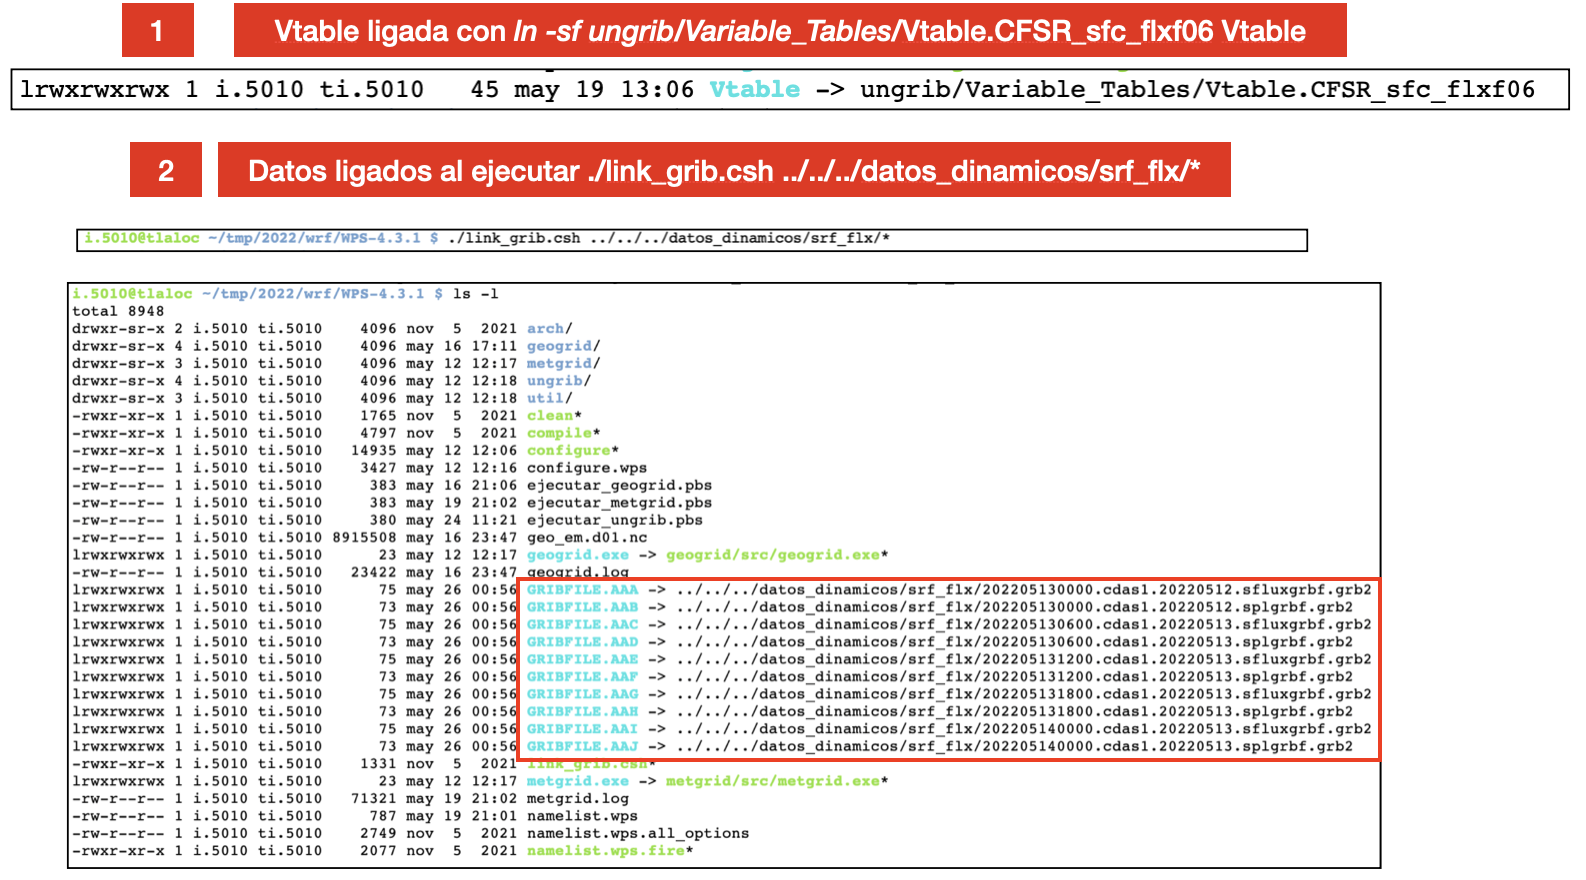 1
Vtable ligada con ln -sf ungrib/Variable_Tables/Vtable.CFSR_sfc_flxf06 Vtable
lrwxrwxrwx 1 i.5010 ti.5010 45 may 19 13:06 Vtable -> ungrib/Variable_Tables/Vtable.CFSR_sfc_flxf06
2
Datos ligados al ejecutar ./link_grib.csh ../../../datos_dinamicos/srf_flx/*
i.5010@tlaloc ~/tmp/2022/wrf/WPS-4.3.1 $ ./link_grib.csh ../../../datos_dinamicos/srf_flx/*
i.5010@tlaloc ~/tmp/2022/wrf/WPS-4.3.1 $ ls -l
total 8948
drwxr-sr-x 2 i.5010 ti.5010 4096 nov 5 2021 arch/
drwxr-sr-x 4 i.5010 ti.5010 4096 may 16 17:11 geogrid/
drwxr-sr-x 3 i.5010 ti.5010 4096 may 12 12:17 metgrid/
drwxr-sr-x 4 i.5010 ti.5010 4096 may 12 12:18 ungrib/
drwxr-sr-x 3 i.5010 ti.5010 4096 may 12 12:18 util/
-rwxr-xr-x 1 i.5010 ti.5010 1765 nov 5 2021 clean*
-rwxr-xr-x 1 i.5010 ti.5010 4797 nov 5 2021 compile*
-rwxr-xr-x 1 i.5010 ti.5010 14935 may 12 12:06 configure*
-rw-r--r-- 1 i.5010 ti.5010 3427 may 12 12:16 configure.wps
-rw-r--r-- 1 i.5010 ti.5010 383 may 16 21:06 ejecutar_geogrid.pbs
-rw-r--r-- 1 i.5010 ti.5010 383 may 19 21:02 ejecutar_metgrid.pbs
-rw-r--r-- 1 i.5010 ti.5010 380 may 24 11:21 ejecutar_ungrib.pbs
-rw-r--r-- 1 i.5010 ti.5010 8915508 may 16 23:47 geo_em.d01.nc
lrwxrwxrwx 1 i.5010 ti.5010 23 may 12 12:17 geogrid.exe -> geogrid/src/geogrid.exe*
-rw-r--r-- 1 i.5010 ti.5010 23422 may 16 23:47 geogrid.log
lrwxrwxrwx 1 i.5010 ti.5010 75 may 26 00:56 GRIBFILE.AAA -> ../../../datos_dinamicos/srf_flx/202205130000.cdas1.20220512.sfluxgrbf.grb2
lrwxrwxrwx 1 i.5010 ti.5010 73 may 26 00:56 GRIBFILE.AAB -> ../../../datos_dinamicos/srf_flx/202205130000.cdas1.20220512.splgrbf.grb2
lrwxrwxrwx 1 i.5010 ti.5010 75 may 26 00:56 GRIBFILE.AAC -> ../../../datos_dinamicos/srf_flx/202205130600.cdas1.20220513.sfluxgrbf.grb2
lrwxrwxrwx 1 i.5010 ti.5010 73 may 26 00:56 GRIBFILE.AAD -> ../../../datos_dinamicos/srf_flx/202205130600.cdas1.20220513.splgrbf.grb2
lrwxrwxrwx 1 i.5010 ti.5010 75 may 26 00:56 GRIBFILE.AAE -> ../../../datos_dinamicos/srf_flx/202205131200.cdas1.20220513.sfluxgrbf.grb2
lrwxrwxrwx 1 i.5010 ti.5010 73 may 26 00:56 GRIBFILE.AAF -> ../../../datos_dinamicos/srf_flx/202205131200.cdas1.20220513.splgrbf.grb2
lrwxrwxrwx 1 i.5010 ti.5010 75 may 26 00:56 GRIBFILE.AAG -> ../../../datos_dinamicos/srf_flx/202205131800.cdas1.20220513.sfluxgrbf.grb2
lrwxrwxrwx 1 i.5010 ti.5010 73 may 26 00:56 GRIBFILE.AAH -> ../../../datos_dinamicos/srf_flx/202205131800.cdas1.20220513.splgrbf.grb2
lrwxrwxrwx 1 i.5010 ti.5010 75 may 26 00:56 GRIBFILE.AAI -> ../../../datos_dinamicos/srf_flx/202205140000.cdas1.20220513.sfluxgrbf.grb2
lrwxrwxrwx 1 i.5010 ti.5010 73 may 26 00:56 GRIBFILE.AAJ -> ../../../datos_dinamicos/srf_flx/202205140000.cdas1.20220513.splgrbf.grb2
-rwxr-xr-x 1 i.5010 ti.5010 1331 nov 5 2021 link_grib.csh*
lrwxrwxrwx 1 i.5010 ti.5010 23 may 12 12:17 metgrid.exe -> metgrid/src/metgrid.exe*
-rw-r--r-- 1 i.5010 ti.5010 71321 may 19 21:02 metgrid.log
-rw-r--r-- 1 i.5010 ti.5010 787 may 19 21:01 namelist.wps
-rw-r--r-- 1 i.5010 ti.5010 2749 nov 5 2021 namelist.wps.all_options
-rwxr-xr-x 1 i.5010 ti.5010 2077 nov 5 2021 namelist.wps.fire*